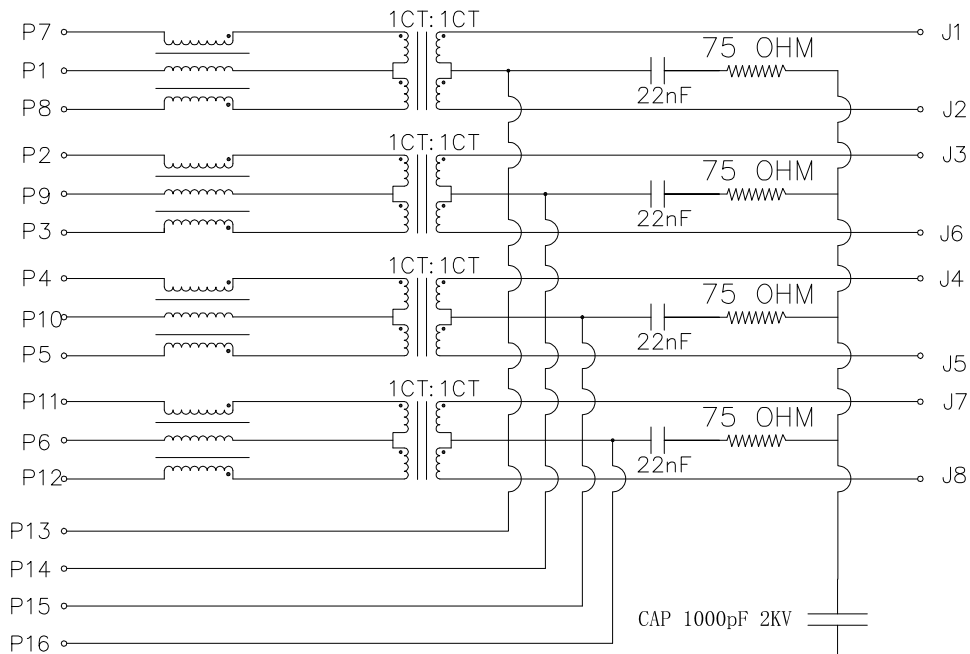 1CT:1CT
P7 J1
75 OHM
P1
22nF
P8 J2
1CT:1CT
P2 J3
75 OHM
P9
22nF
P3 J6
1CT:1CT
P4 J4
75 OHM
P10
22nF
P5 J5
1CT:1CT
P11 J7
75 OHM
P6
22nF
P12 J8
P13
P14
P15
CAP 1000pF 2KV
P16